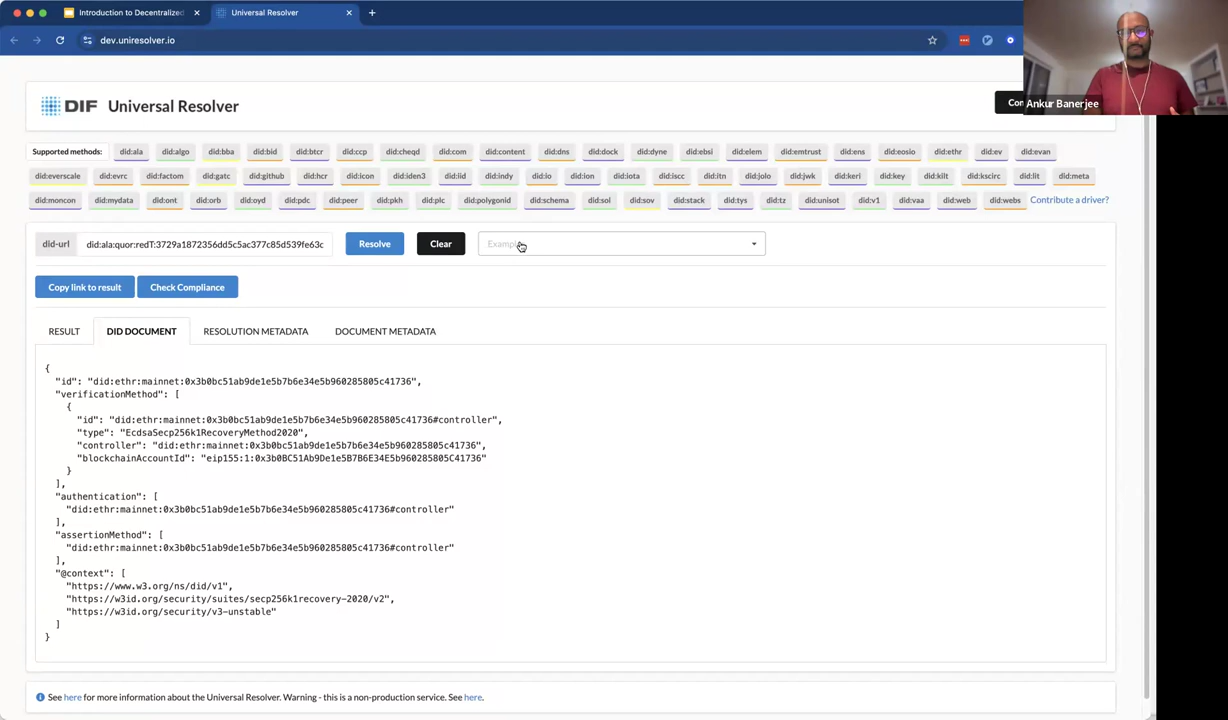 Introduction to Decentralized
Universal Resolver
dev.uniresolver.io
DIF Universal Resolver
Con
Ankur Banerjee
Supported methods: did:ala did:algo did:bba did:bid did:btcr did:ccp did:cheqd did:com did:content did:dns did:dock did:dyne did:ebsi did:elem did:emtrust did:ens did:eosio did:ethr did:ev did:evan
did:everscale did:evrc did:factom did:gatc did:github did:hcr did:icon did:iden3 did:iid did:indy did:io did:ion did:iota did:iscc did:itn did:jolo did:jwk did:keri did:key did:kilt did:kscirc did:lit did:meta
did:moncon did:mydata did:ont did:orb did:oyd did:pdc did:peer did:pkh did:plc did:polygonid did:schema did:sol did:sov did:stack did:tys did:tz did:unisot did:v1 did:vaa did:web did:webs Contribute a driver?
did-url did:ala:quor:redT:3729a1872356dd5c5ac377c85d539fe63c Resolve Clear
Copy link to result Check Compliance
RESULT DID DOCUMENT RESOLUTION METADATA DOCUMENT METADATA
{
"id": "did:ethr:mainnet:0x3b0bc51ab9de1e5b7b6e34e5b960285805c41736",
"verificationMethod": [
{
"id": "did:ethr:mainnet:0x3b0bc51ab9de1e5b7b6e34e5b960285805c41736#controller",
"type": "EcdsaSecp256k1RecoveryMethod2020",
"controller": "did:ethr:mainnet:0x3b0bc51ab9de1e5b7b6e34e5b960285805c41736",
"blockchainAccountId": "eip155:1:0x3b0BC51Ab9De1E5B7B6E34E5b960285805C41736"
}
],
"authentication": [
"did:ethr:mainnet:0x3b0bc51ab9de1e5b7b6e34e5b960285805c41736#controller"
],
"assertionMethod": [
"did:ethr:mainnet:0x3b0bc51ab9de1e5b7b6e34e5b960285805c41736#controller"
],
"@context": [
"https://www.w3.org/ns/did/v1",
"https://w3id.org/security/suites/secp256k1recovery-2020/v2",
"https://w3id.org/security/v3-unstable"
]
}
See here for more information about the Universal Resolver. Warning - this is a non-production service. See here.